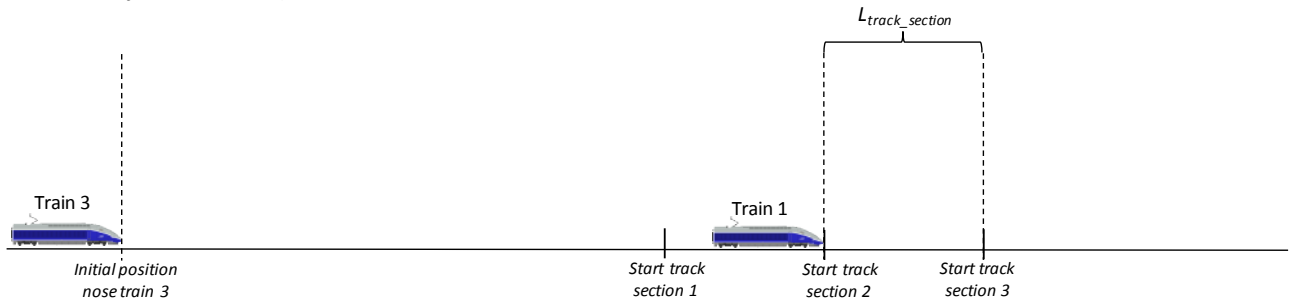 L_track_section
Train 3
Train 1
Initial position
nose train 3
Start track
section 1
Start track
section 2
Start track
section 3